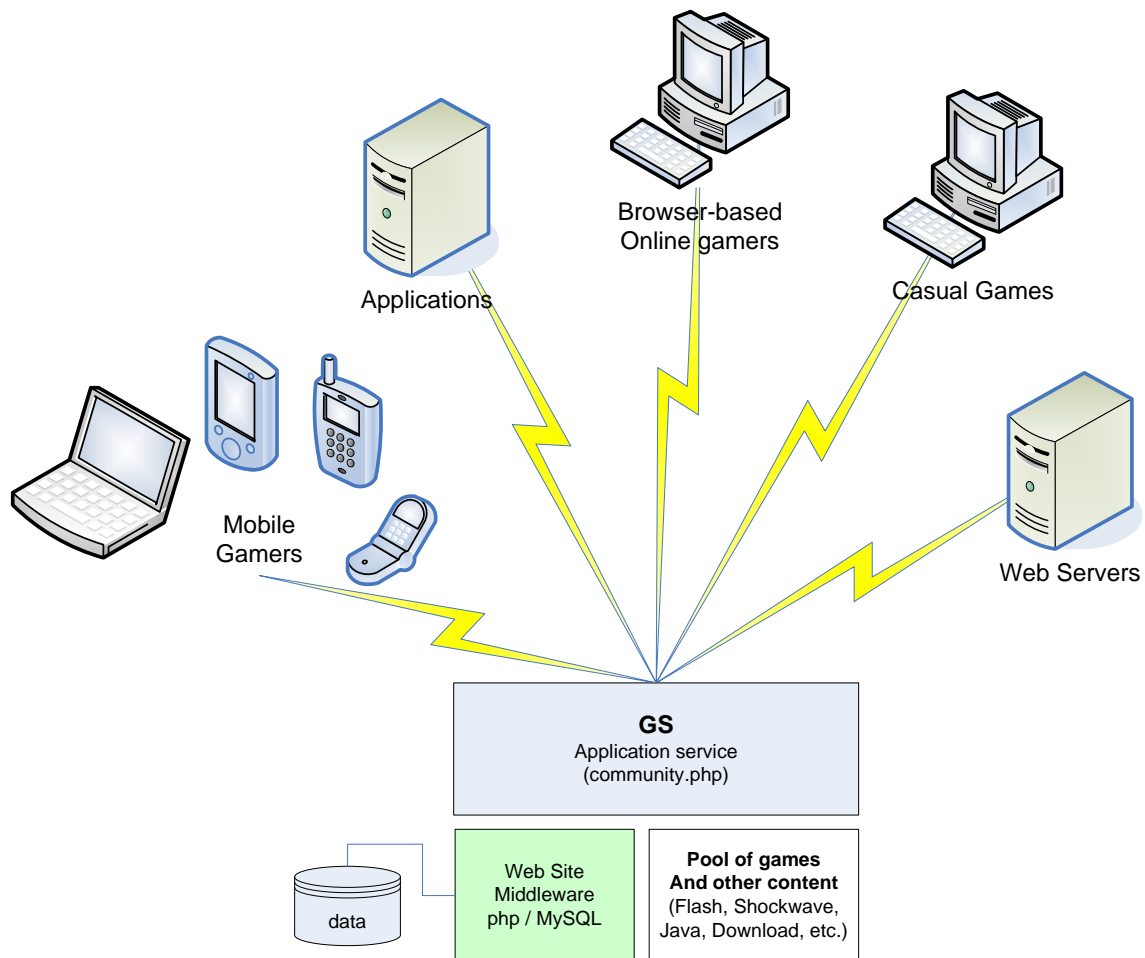 Browser-based
Online gamers
Casual Games
Applications
Mobile
Gamers
Web Servers
GS
Application service
(community.php)
data
Web Site
Middleware
php / MySQL
Pool of games
And other content
(Flash, Shockwave,
Java, Download, etc.)